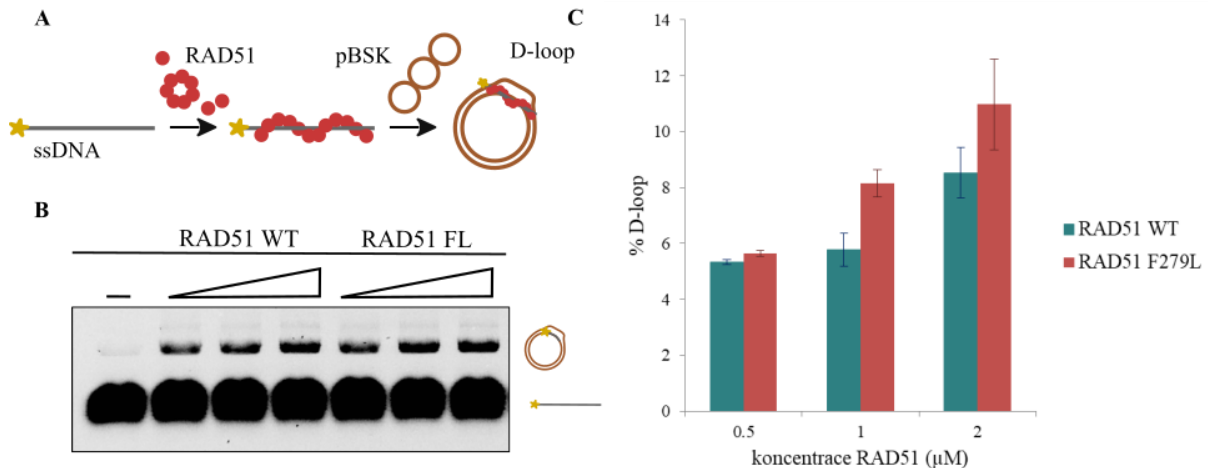 A
RAD51
pBSK
D-loop
ssDNA
B
RAD51 WT
RAD51 FL
C
% D-loop
14
12
10
8
6
4
2
0
0.5
1
2
koncentrace RAD51 (µM)
RAD51 WT
RAD51 F279L